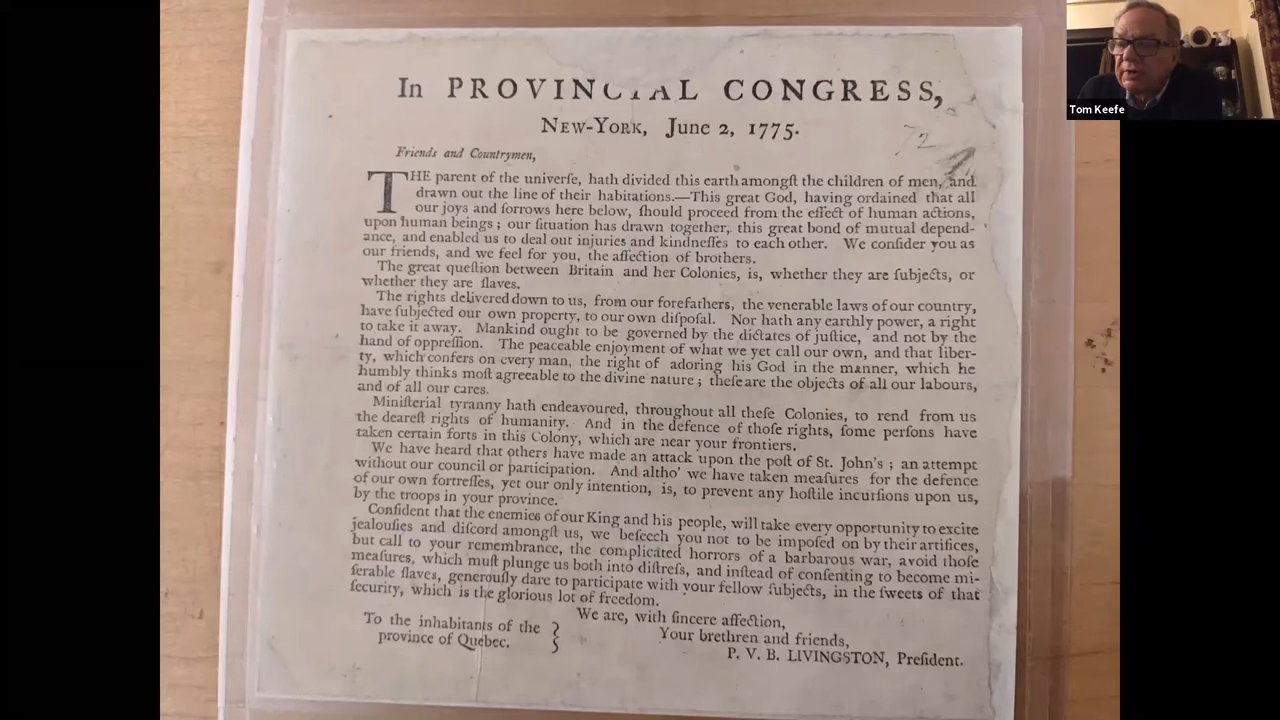 In PROVINCIAL CONGRESS,
NEW-YORK, June 2, 1775.
72
Friends and Countrymen,
THE parent of the univerſe, hath divided this earth amongſt the children of men, and
drawn out the line of their habitations.—This great God, having ordained that all
our joys and ſorrows here below, ſhould proceed from the effect of human actions,
upon human beings; our ſituation has drawn together, this great bond of mutual depend-
ance, and enabled us to deal out injuries and kindneſſes to each other. We conſider you as
our friends, and we feel for you, the affection of brothers.
The great queſtion between Britain and her Colonies, is, whether they are ſubjects, or
whether they are ſlaves.
The rights delivered down to us, from our forefathers, the venerable laws of our country,
have ſubjected our own property, to our own diſpoſal. Nor hath any earthly power, a right
to take it away. Mankind ought to be governed by the dictates of juſtice, and not by the
hand of oppreſſion. The peaceable enjoyment of what we yet call our own, and that liber-
ty, which confers on every man, the right of adoring his God in the manner, which he
humbly thinks moſt agreeable to the divine nature; theſe are the objects of all our labours,
and of all our cares.
Miniſterial tyranny hath endeavoured, throughout all theſe Colonies, to rend from us
the deareſt rights of humanity. And in the defence of thoſe rights, ſome perſons have
taken certain forts in this Colony, which are near your frontiers.
We have heard that others have made an attack upon the poſt of St. John's; an attempt
without our council or participation. And altho' we have taken meaſures for the defence
of our own fortreſſes, yet our only intention, is, to prevent any hoſtile incurſions upon us,
by the troops in your province.
Confident that the enemies of our King and his people, will take every opportunity to excite
jealouſies and diſcord amongſt us, we beſeech you not to be impoſed on by their artifices,
but call to your remembrance, the complicated horrors of a barbarous war, avoid thoſe
meaſures, which muſt plunge us both into diſtreſs, and inſtead of conſenting to become mi-
ſerable ſlaves, generouſly dare to participate with your fellow ſubjects, in the ſweets of that
ſecurity, which is the glorious lot of freedom.
We are, with ſincere affection,
Your brethren and friends,
P. V. B. LIVINGSTON, Preſident.
To the inhabitants of the
province of Quebec.
Tom Keefe